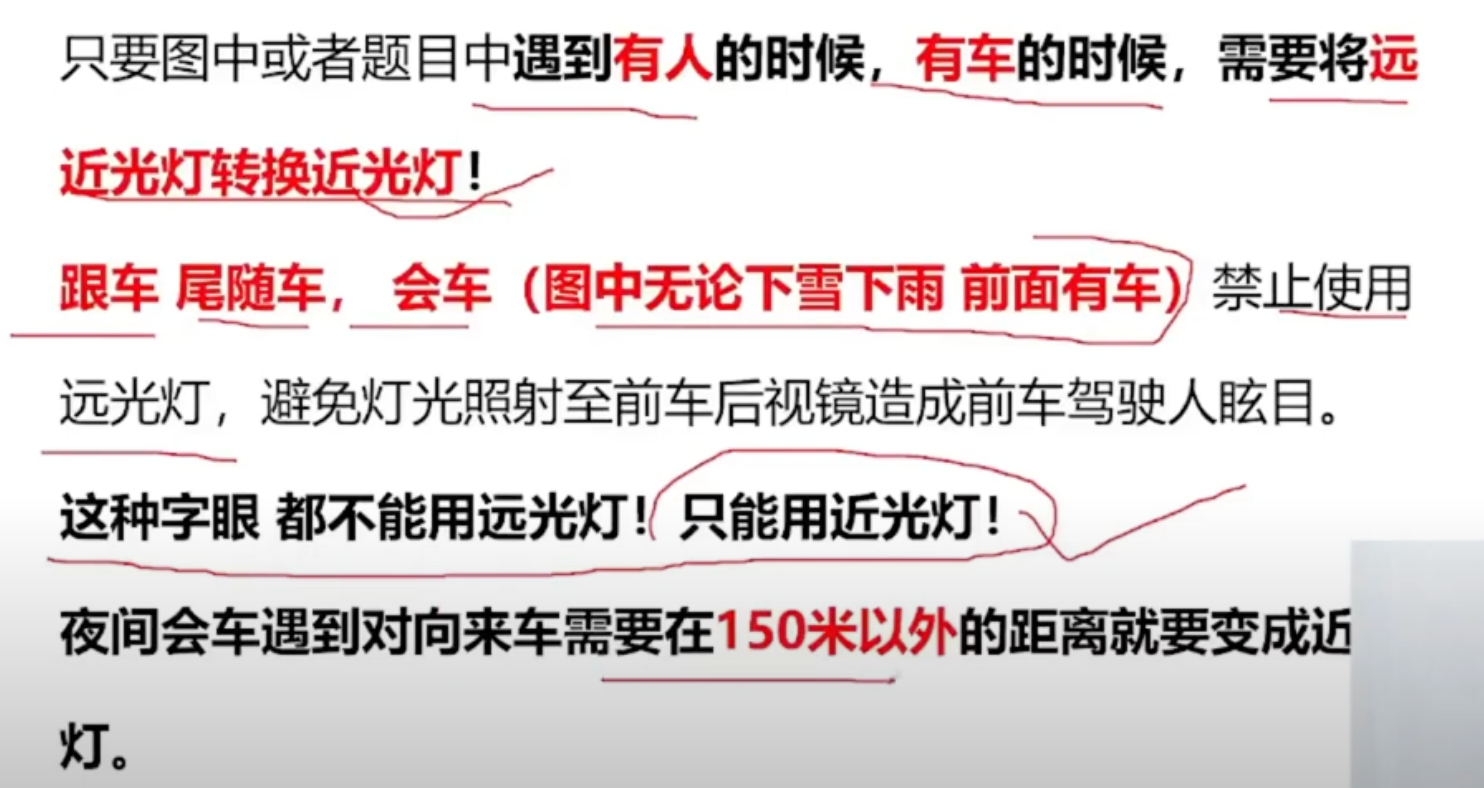 只要图中或者题目中遇到有人的时候，有车的时候，需要将远
近光灯转换近光灯！
跟车 尾随车， 会车（图中无论下雪下雨 前面有车）禁止使用
远光灯，避免灯光照射至前车后视镜造成前车驾驶人眩目。
这种字眼 都不能用远光灯！只能用近光灯！
夜间会车遇到对向来车需要在150米以外的距离就要变成近
灯。